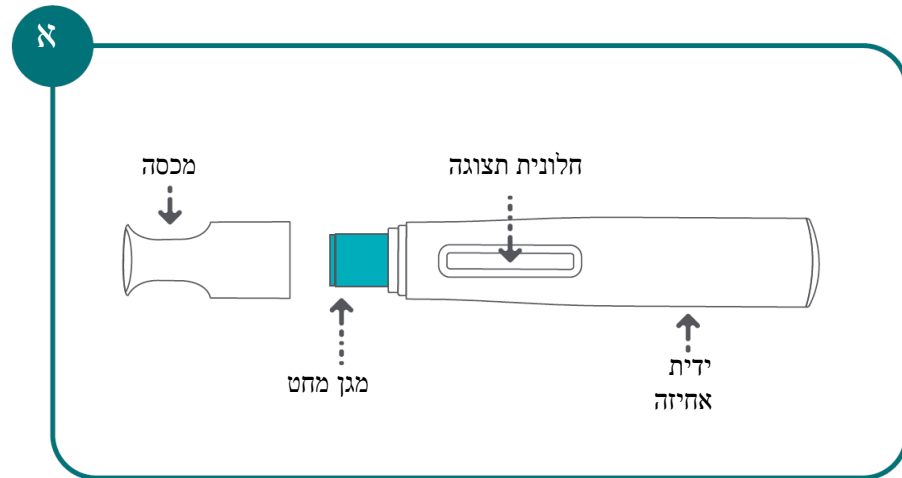 א
חלונית תצוגה
מכסה
מגן מחט
ידית
אחיזה